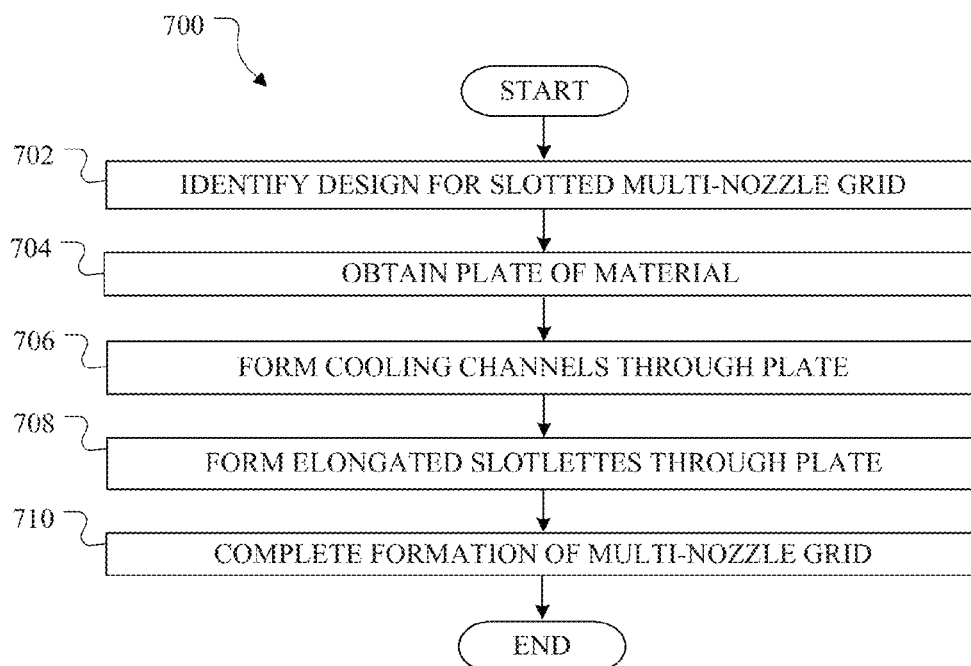 700
START
702
IDENTIFY DESIGN FOR SLOTTED MULTI-NOZZLE GRID
704
OBTAIN PLATE OF MATERIAL
706
FORM COOLING CHANNELS THROUGH PLATE
708
FORM ELONGATED SLOTLETTES THROUGH PLATE
710
COMPLETE FORMATION OF MULTI-NOZZLE GRID
END